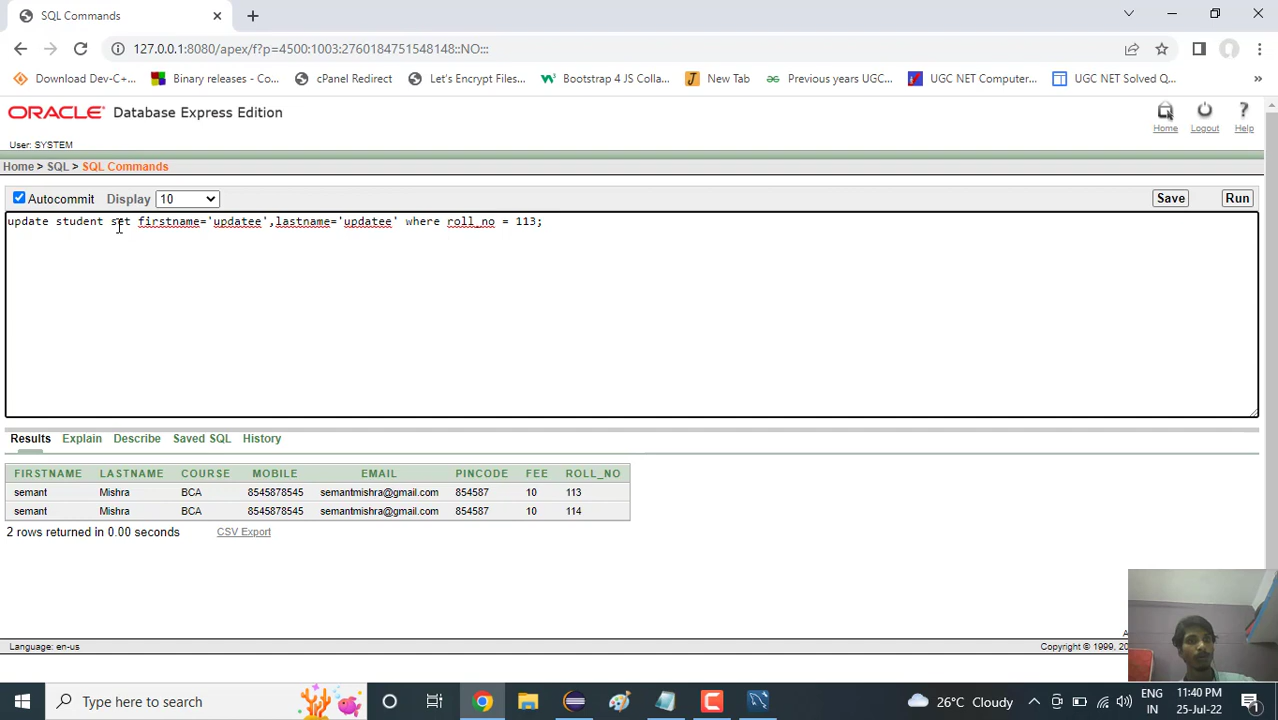 SQL Commands
127.0.0.1:8080/apex/f?p=4500:1003:2760184751548148::NO:::
Download Dev-C+... Binary releases - Co... cPanel Redirect Let's Encrypt Files... Bootstrap 4 JS Colla... New Tab Previous years UGC... UGC NET Computer... UGC NET Solved Q... »
ORACLE Database Express Edition
Home Logout Help
User: SYSTEM
Home > SQL > SQL Commands
Autocommit Display 10 Save Run
update student set firstname='updatee',lastname='updatee' where roll_no = 113;
Results Explain Describe Saved SQL History
FIRSTNAME LASTNAME COURSE MOBILE EMAIL PINCODE FEE ROLL_NO
semant Mishra BCA 8545878545 semantmishra@gmail.com 854587 10 113
semant Mishra BCA 8545878545 semantmishra@gmail.com 854587 10 114
2 rows returned in 0.00 seconds CSV Export
Language: en-us Copyright © 1999, 20
Type here to search 26°C Cloudy ENG IN 11:40 PM 25-Jul-22 1